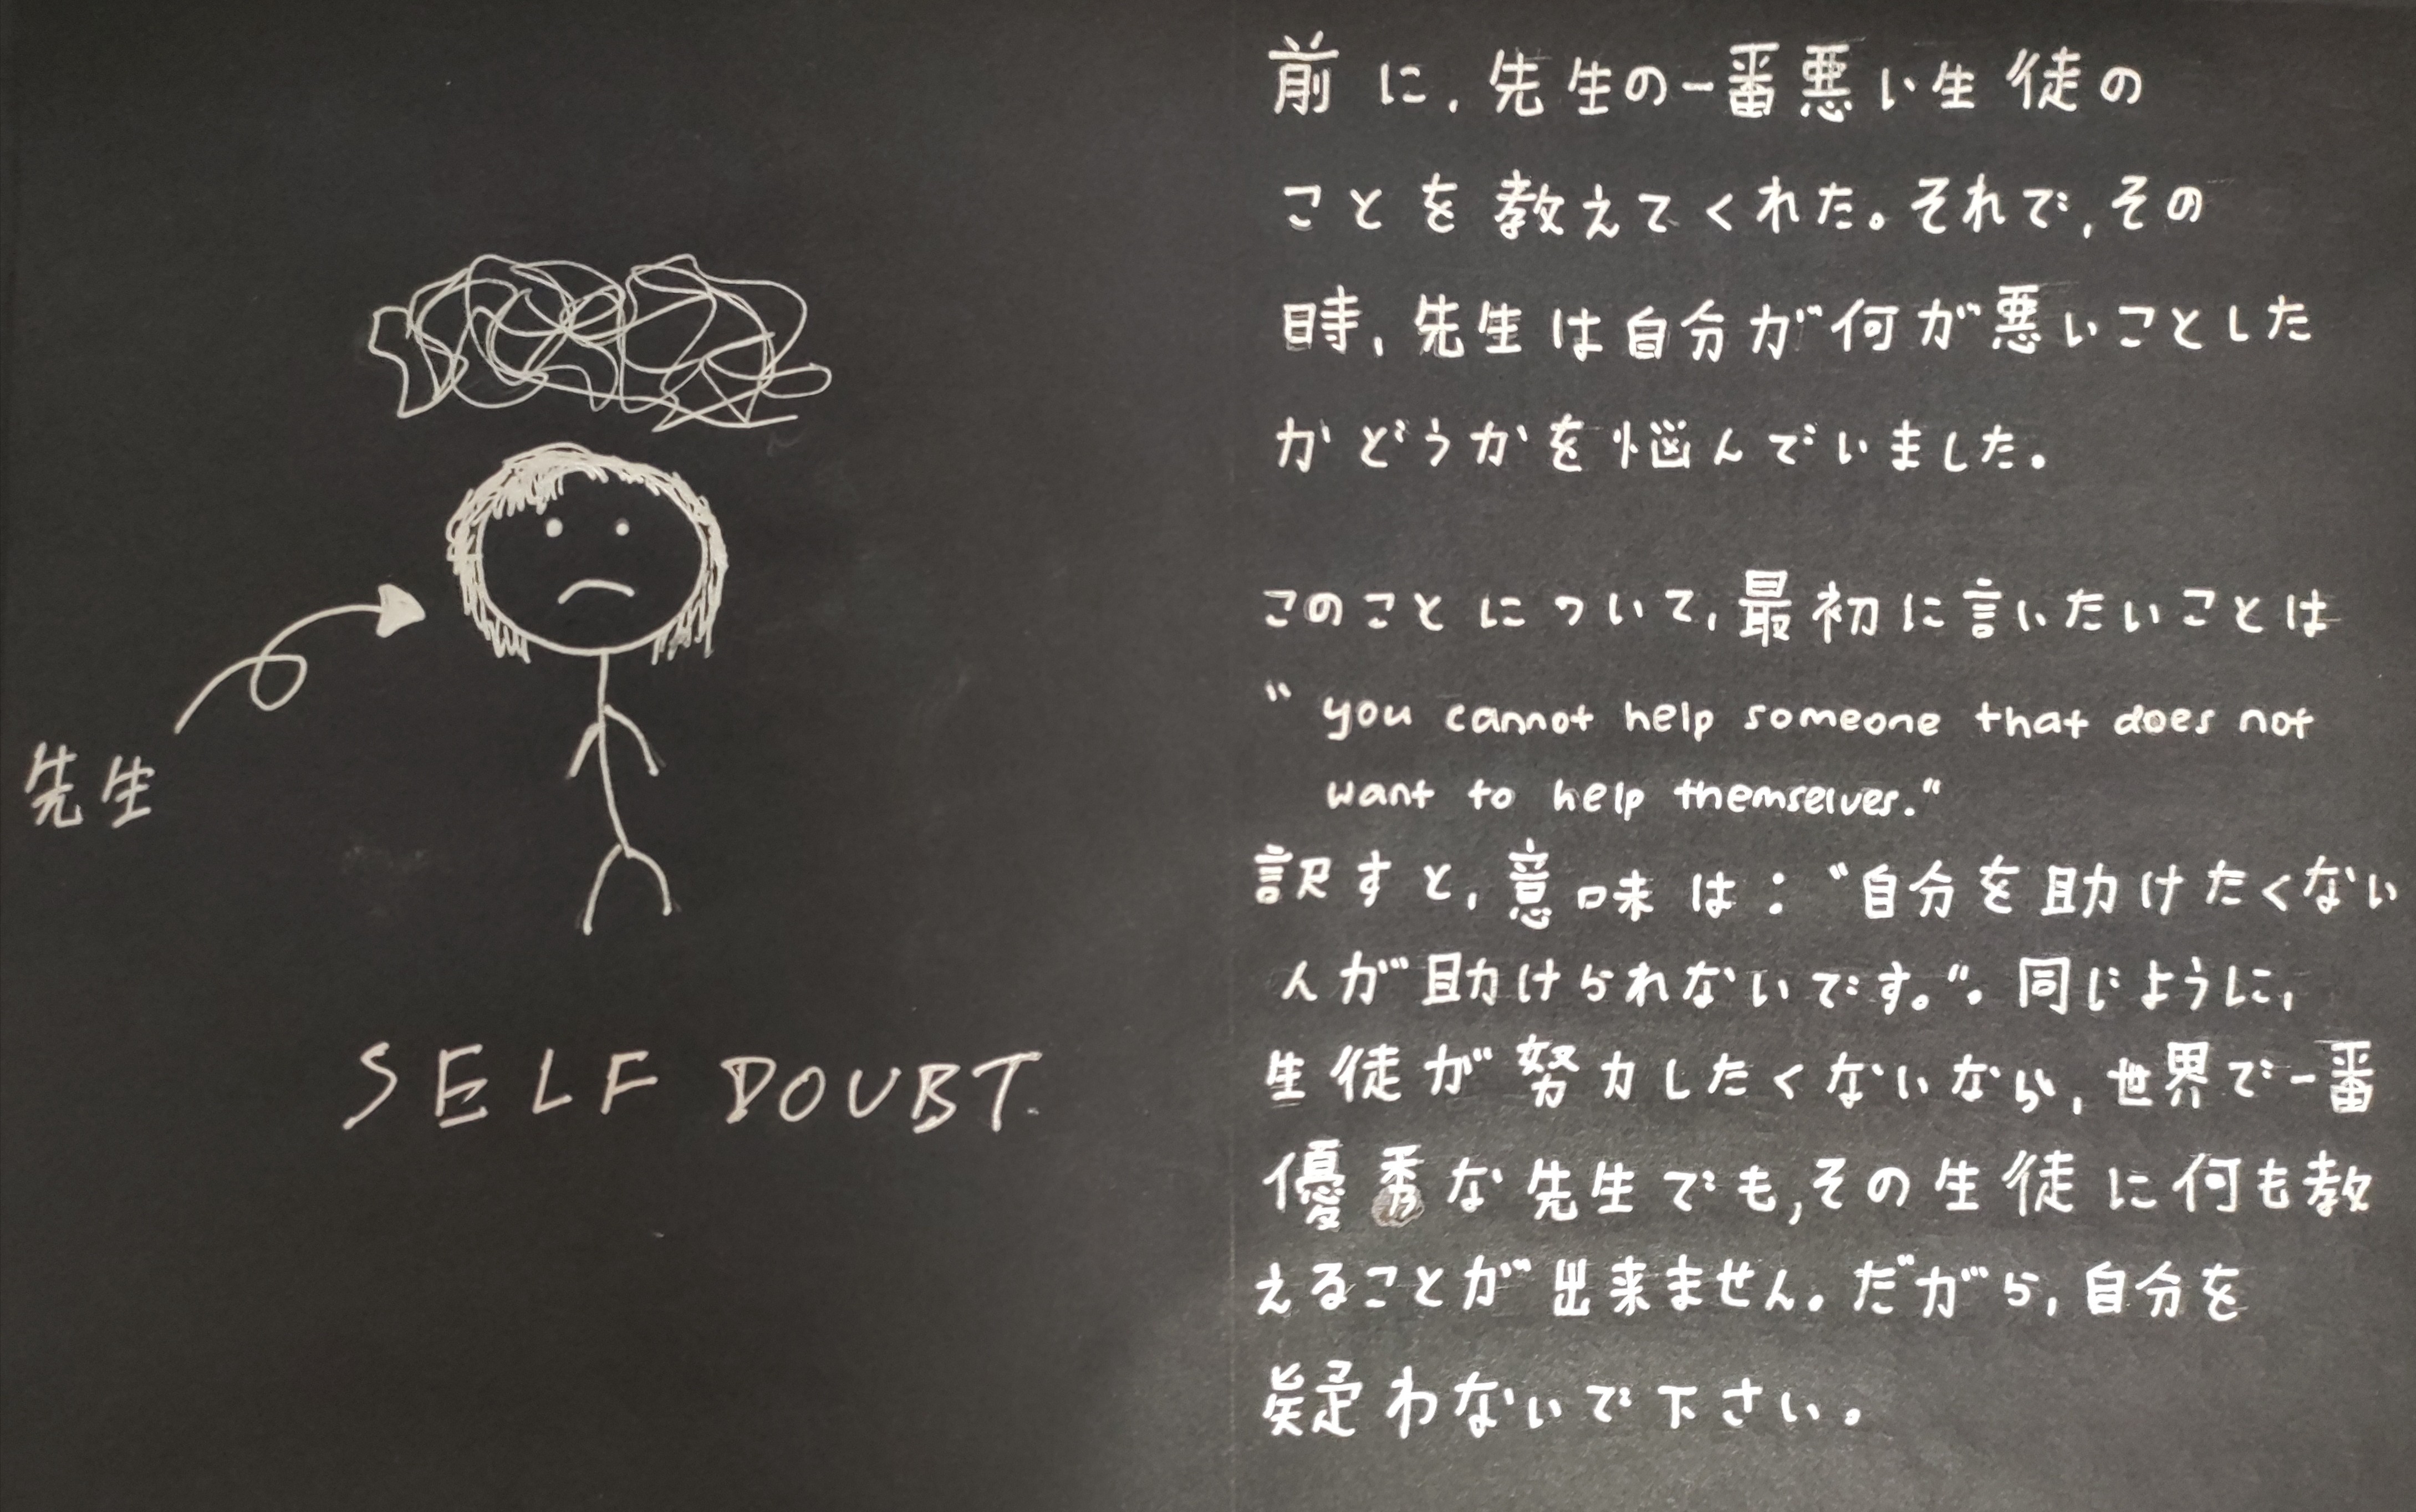 先生
SELF DOUBT.
前に、先生の一番悪い生徒の
ことを教えてくれた。それで、その
時、先生は自分が何が悪いことした
かどうかを悩んでいました。
このことについて、最初に言いたいことは
“you cannot help someone that does not
want to help themselves.”
訳すと、意味は：“自分を助けたくない
人が助けられないです。”。同じように、
生徒が努力したくないなら、世界で一番
優秀な先生でも，その生徒に何も教
えることが出来ません。だがら、自分を
疑わないで下さい。